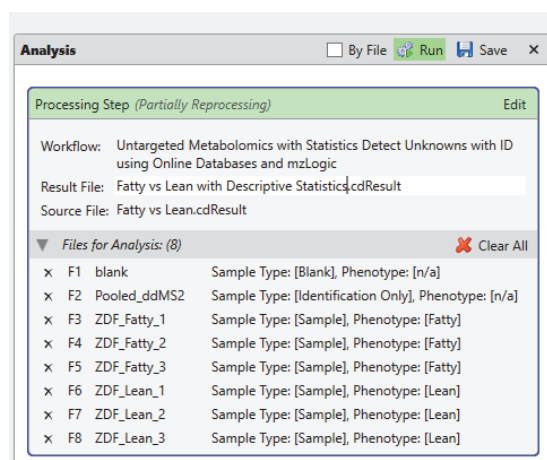 Analysis By File Run Save ×
Processing Step (Partially Reprocessing) Edit
Workflow: Untargeted Metabolomics with Statistics Detect Unknowns with ID
using Online Databases and mzLogic
Result File: Fatty vs Lean with Descriptive Statistics.cdResult
Source File: Fatty vs Lean.cdResult
Files for Analysis: (8) Clear All
× F1 blank Sample Type: [Blank], Phenotype: [n/a]
× F2 Pooled_ddMS2 Sample Type: [Identification Only], Phenotype: [n/a]
× F3 ZDF_Fatty_1 Sample Type: [Sample], Phenotype: [Fatty]
× F4 ZDF_Fatty_2 Sample Type: [Sample], Phenotype: [Fatty]
× F5 ZDF_Fatty_3 Sample Type: [Sample], Phenotype: [Fatty]
× F6 ZDF_Lean_1 Sample Type: [Sample], Phenotype: [Lean]
× F7 ZDF_Lean_2 Sample Type: [Sample], Phenotype: [Lean]
× F8 ZDF_Lean_3 Sample Type: [Sample], Phenotype: [Lean]